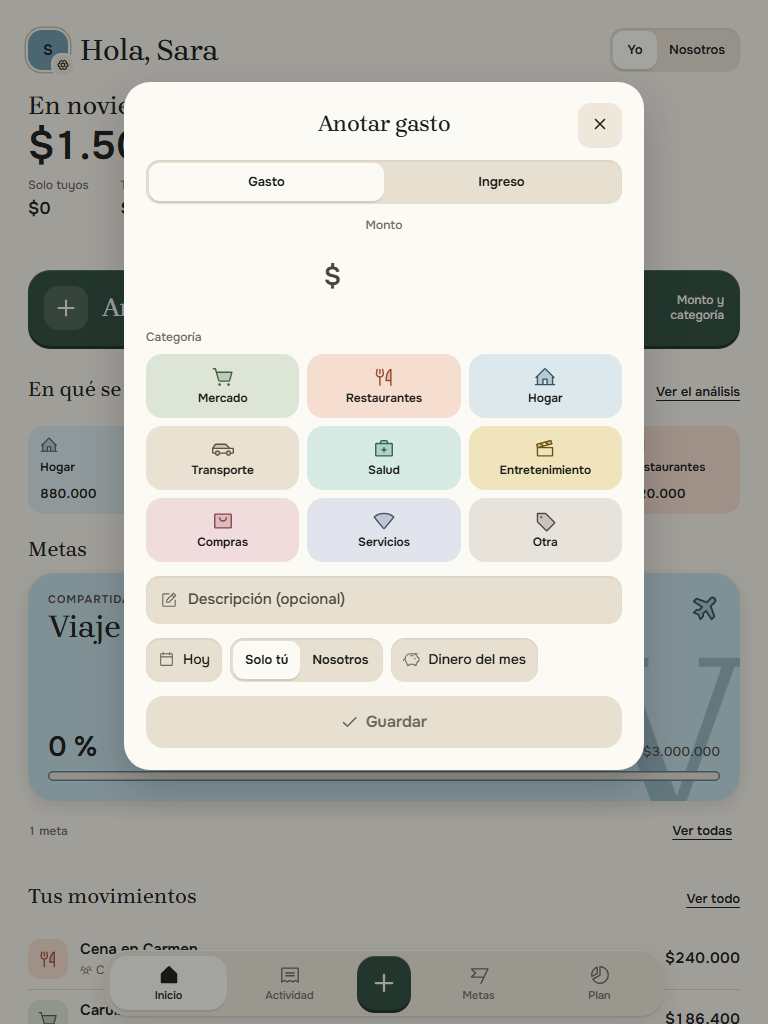 S
Hola, Sara
Yo
Nosotros
En novie
$1.50
Solo tuyos
$0
Anotar gasto
Gasto
Ingreso
Monto
$
Monto y
categoría
Categoría
Mercado
Restaurantes
Hogar
Transporte
Salud
Entretenimiento
Compras
Servicios
Otra
Descripción (opcional)
Hoy
Solo tú
Nosotros
Dinero del mes
Guardar
En qué se
Ver el análisis
Hogar
880.000
staurantes
20.000
Metas
COMPARTIDA
Viaje
V
0 %
$3.000.000
1 meta
Ver todas
Tus movimientos
Ver todo
Cena en Carmen
$240.000
$186.400
Inicio
Actividad
Metas
Plan